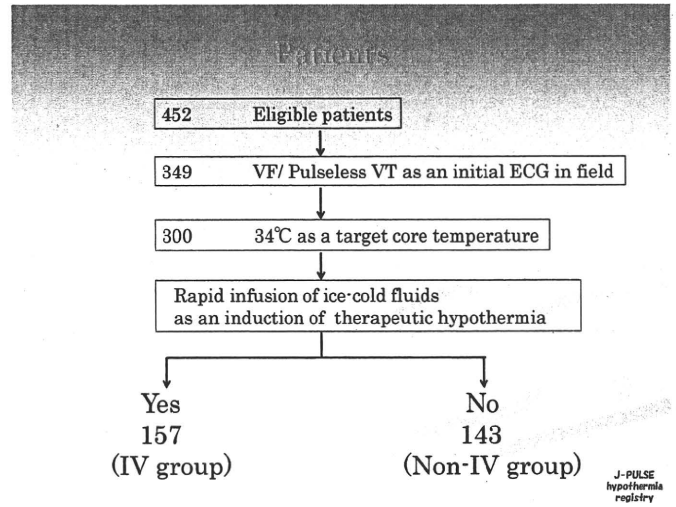 Patients
452 Eligible patients
349 VF/ Pulseless VT as an initial ECG in field
300 34℃ as a target core temperature
Rapid infusion of ice-cold fluids
as an induction of therapeutic hypothermia
Yes No
157 143
(IV group) (Non-IV group)
J-PULSE
hypothermia
registry